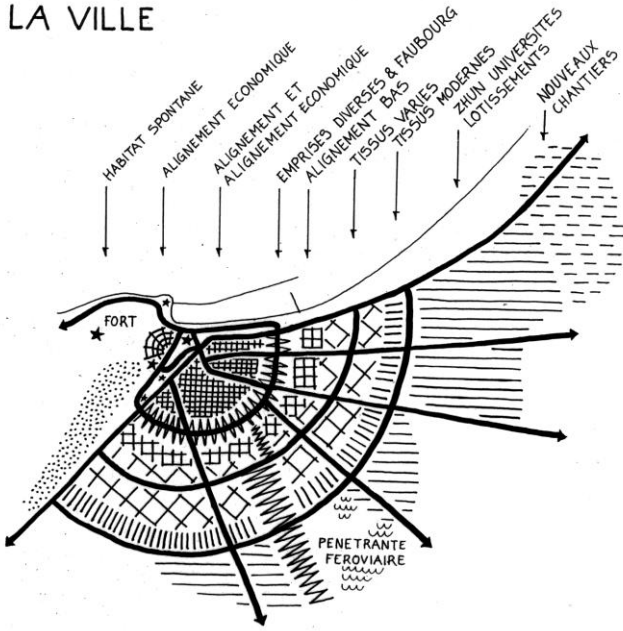 LA VILLE
HABITAT SPONTANE
ALIGNEMENT ECONOMIQUE
ALIGNEMENT ET
ALIGNEMENT ECONOMIQUE
EMPRISES DIVERSES & FAUBOURG
ALIGNEMENT BAS
TISSUS VARIES
TISSUS MODERNES
ZHUN UNIVERSITES
LOTISSEMENTS
NOUVEAUX
CHANTIERS
FORT
PENETRANTE
FEROVIAIRE